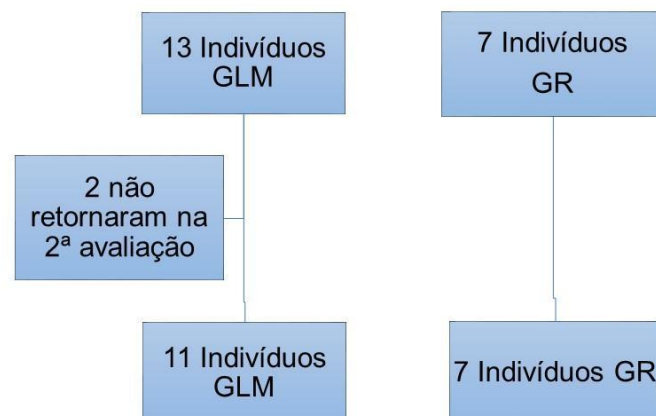 13 Indivíduos
GLM
7 Indivíduos
GR
2 não
retornaram na
2ª avaliação
11 Indivíduos
GLM
7 Indivíduos GR